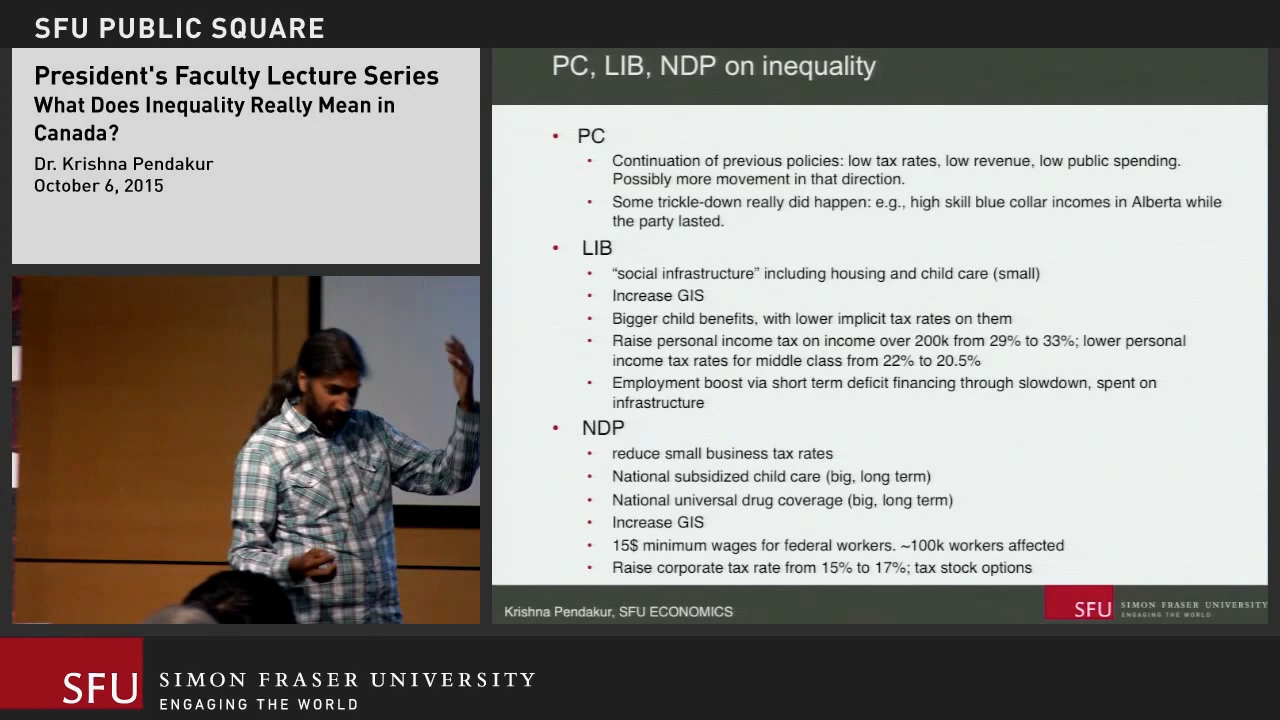 SFU PUBLIC SQUARE
President's Faculty Lecture Series
What Does Inequality Really Mean in
Canada?
Dr. Krishna Pendakur
October 6, 2015
PC, LIB, NDP on inequality
• PC
• Continuation of previous policies: low tax rates, low revenue, low public spending.
Possibly more movement in that direction.
• Some trickle-down really did happen: e.g., high skill blue collar incomes in Alberta while
the party lasted.
• LIB
• “social infrastructure” including housing and child care (small)
• Increase GIS
• Bigger child benefits, with lower implicit tax rates on them
• Raise personal income tax on income over 200k from 29% to 33%; lower personal
income tax rates for middle class from 22% to 20.5%
• Employment boost via short term deficit financing through slowdown, spent on
infrastructure
• NDP
• reduce small business tax rates
• National subsidized child care (big, long term)
• National universal drug coverage (big, long term)
• Increase GIS
• 15$ minimum wages for federal workers. ~100k workers affected
• Raise corporate tax rate from 15% to 17%; tax stock options
Krishna Pendakur, SFU ECONOMICS
SFU SIMON FRASER UNIVERSITY
ENGAGING THE WORLD
SFU SIMON FRASER UNIVERSITY
ENGAGING THE WORLD